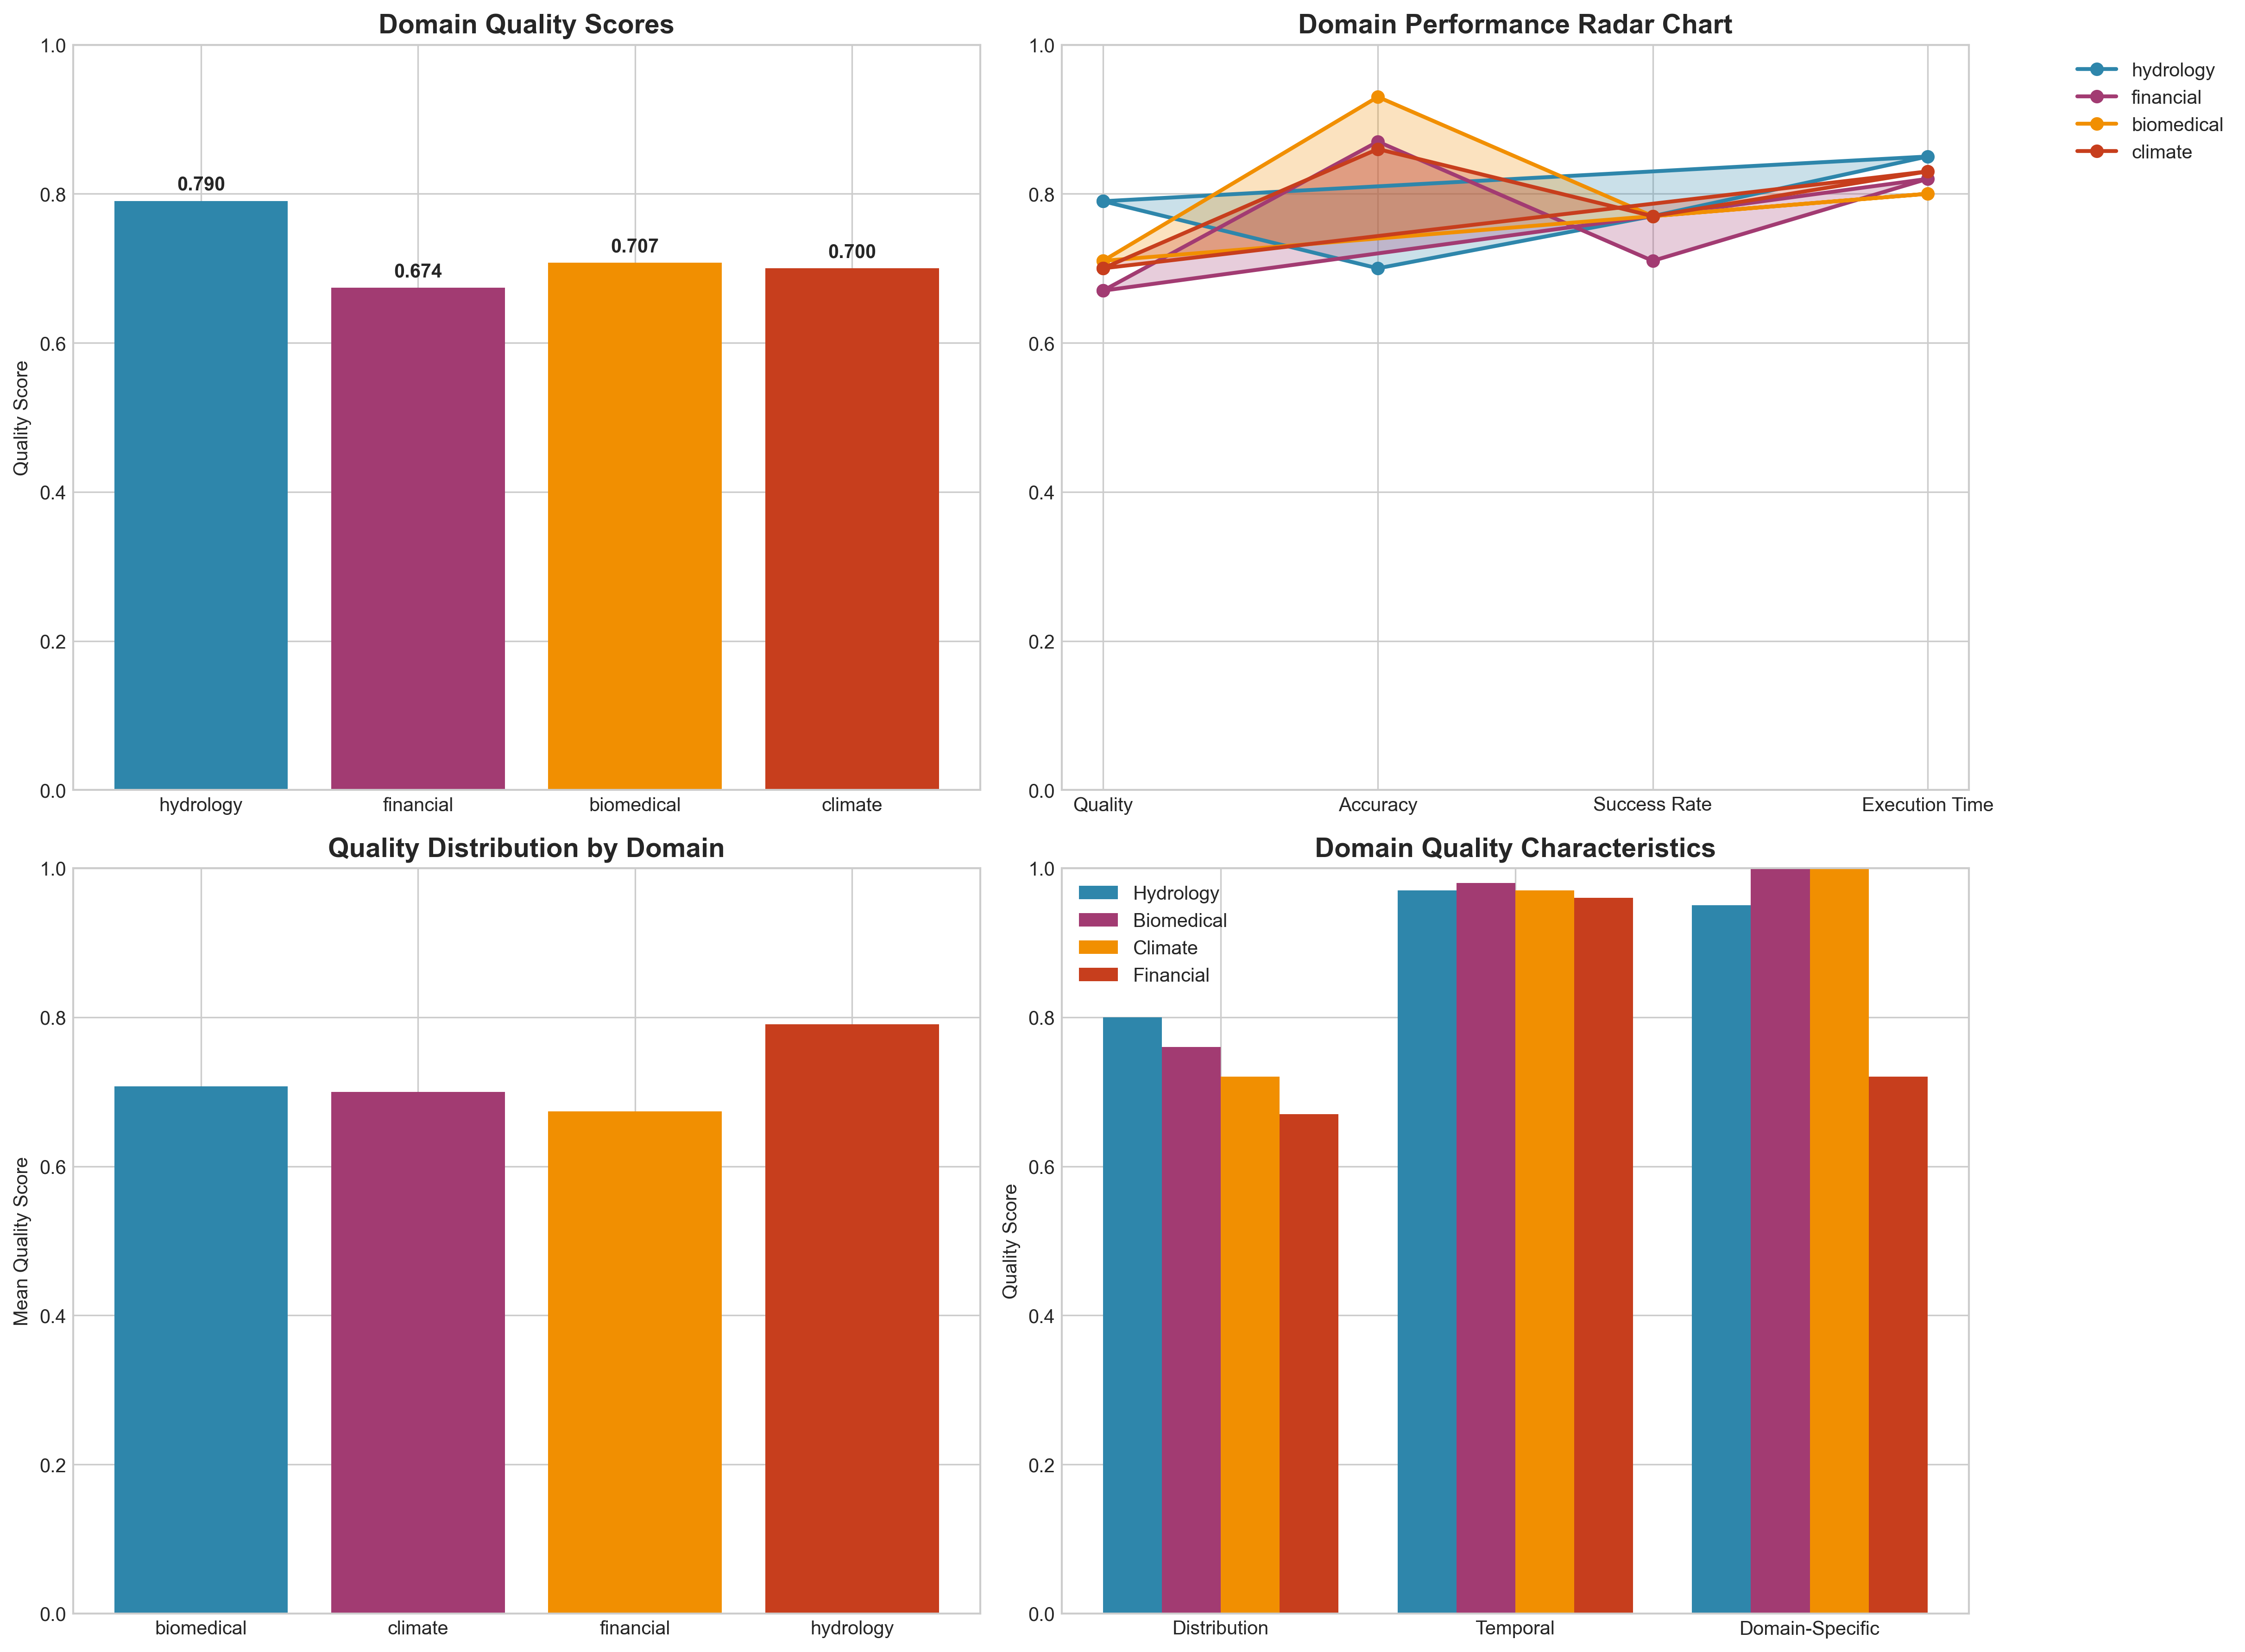 Domain Quality Scores
Quality Score
1.0
0.8
0.6
0.4
0.2
0.0
0.790
0.674
0.707
0.700
hydrology
financial
biomedical
climate
Domain Performance Radar Chart
1.0
0.8
0.6
0.4
0.2
0.0
Quality
Accuracy
Success Rate
Execution Time
hydrology
financial
biomedical
climate
Quality Distribution by Domain
Mean Quality Score
1.0
0.8
0.6
0.4
0.2
0.0
biomedical
climate
financial
hydrology
Domain Quality Characteristics
Quality Score
1.0
0.8
0.6
0.4
0.2
0.0
Hydrology
Biomedical
Climate
Financial
Distribution
Temporal
Domain-Specific